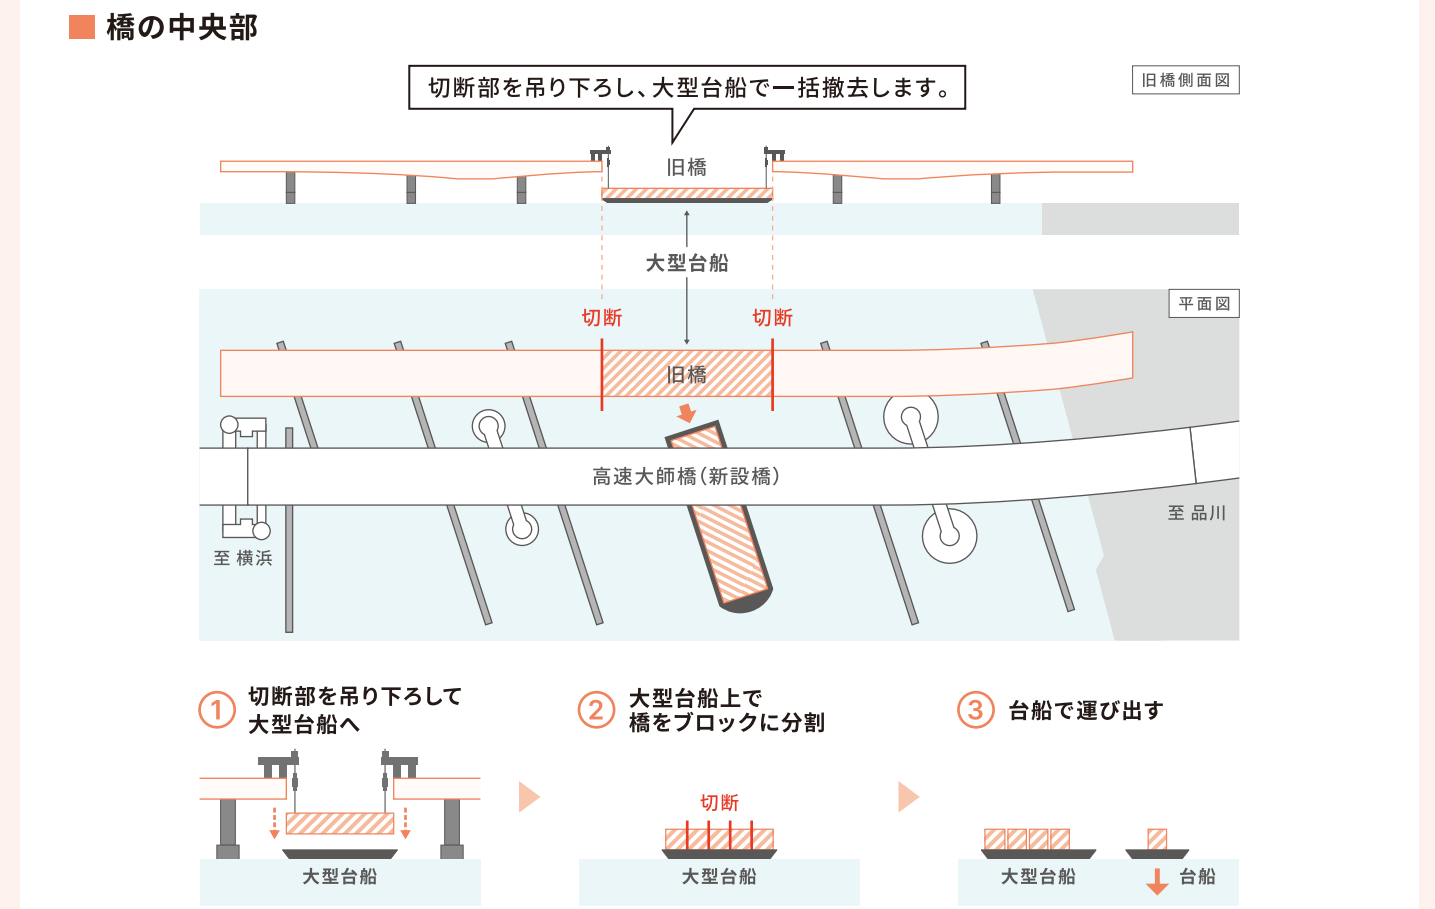 橋の中央部
切断部を吊り下ろし、大型台船で一括撤去します。
旧橋側面図
旧橋
大型台船
平面図
切断
切断
旧橋
高速大師橋(新設橋)
至 品川
至 横浜
1 切断部を吊り下ろして
大型台船へ
2 大型台船上で
橋をブロックに分割
3 台船で運び出す
切断
大型台船
大型台船
大型台船
台船